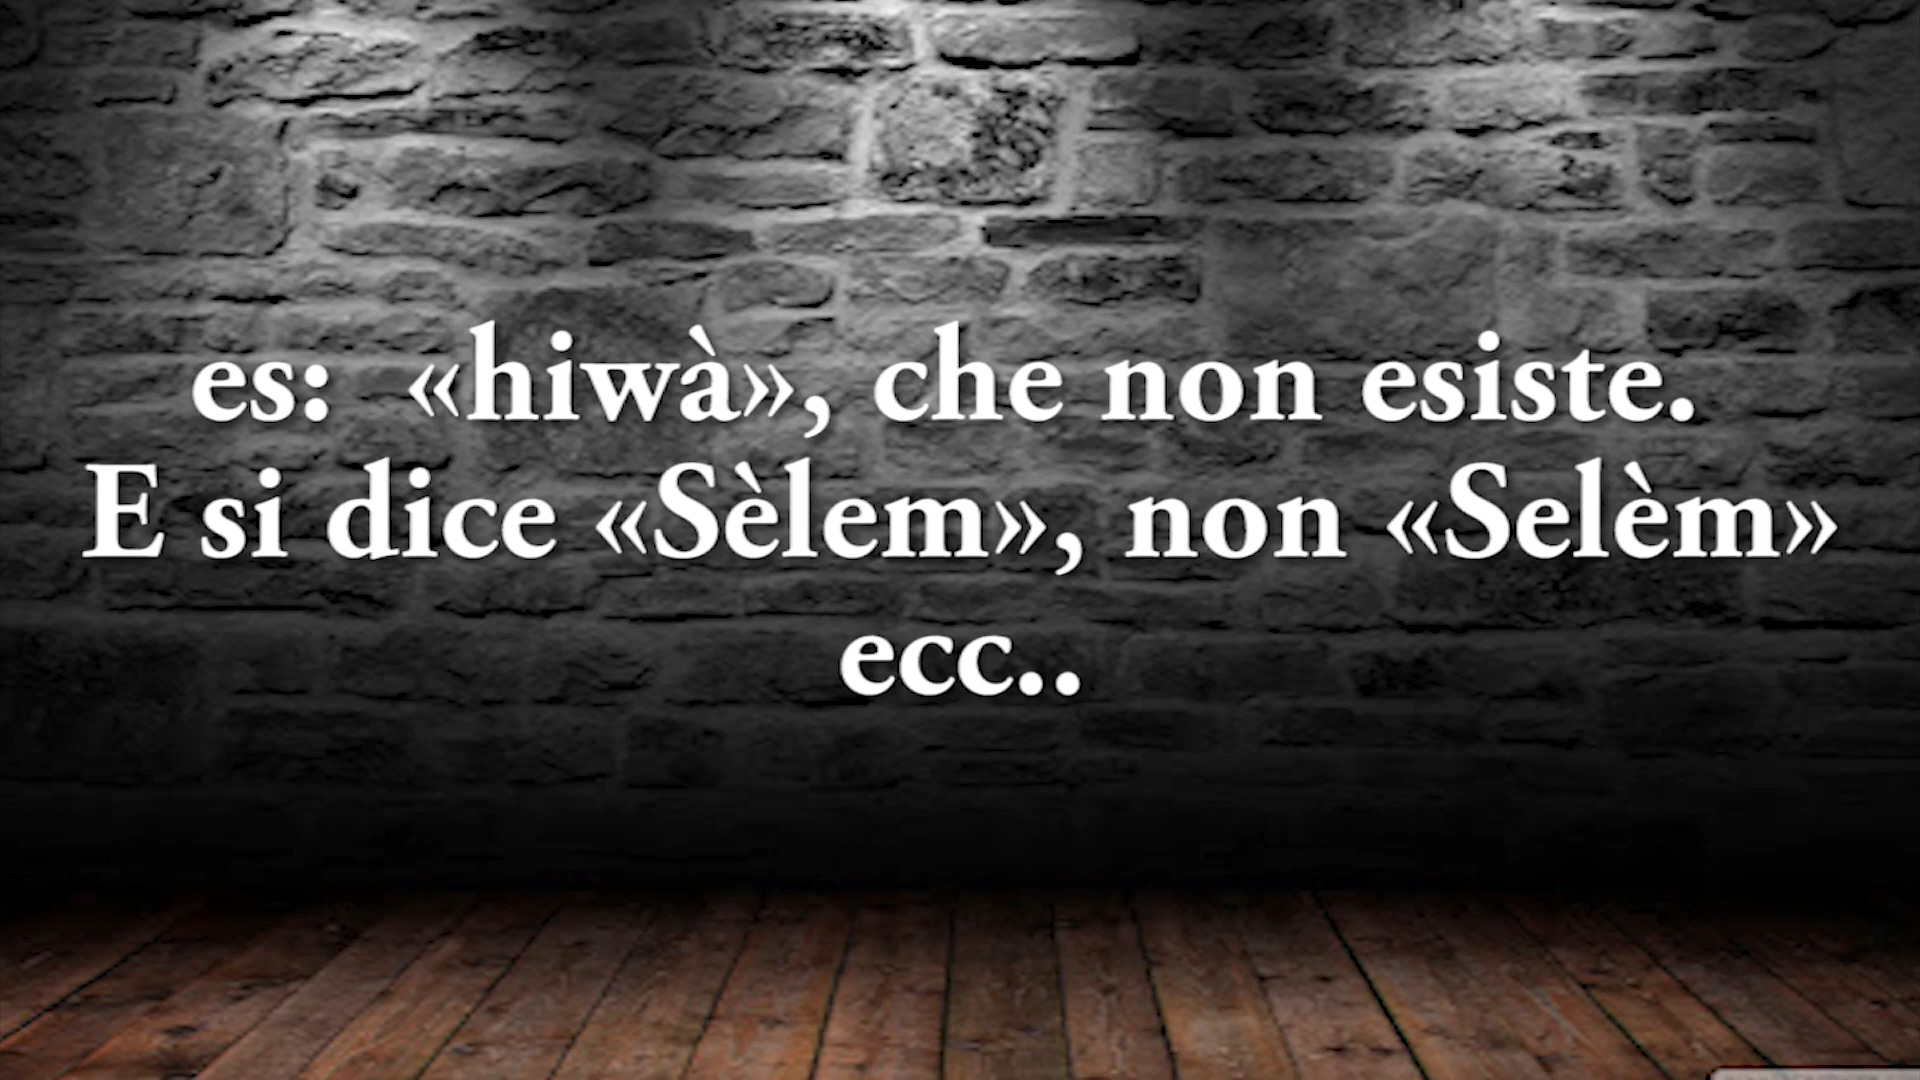 es: «hiwà», che non esiste.
E si dice «Sèlem», non «Selèm»
ecc..